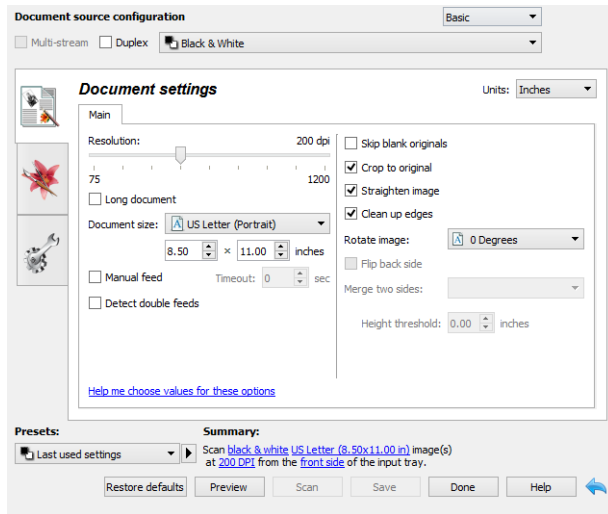 Document source configuration
Basic
Multi-stream
Duplex
Black & White
Document settings
Units: Inches
Main
Resolution: 200 dpi
75 1200
Long document
Document size: US Letter (Portrait)
8.50 × 11.00 inches
Manual feed Timeout: 0 sec
Detect double feeds
Skip blank originals
Crop to original
Straighten image
Clean up edges
Rotate image: 0 Degrees
Flip back side
Merge two sides:
Height threshold: 0.00 inches
Help me choose values for these options
Presets:
Last used settings
Summary:
Scan black & white US Letter (8.50x11.00 in) image(s)
at 200 DPI from the front side of the input tray.
Restore defaults Preview Scan Save Done Help